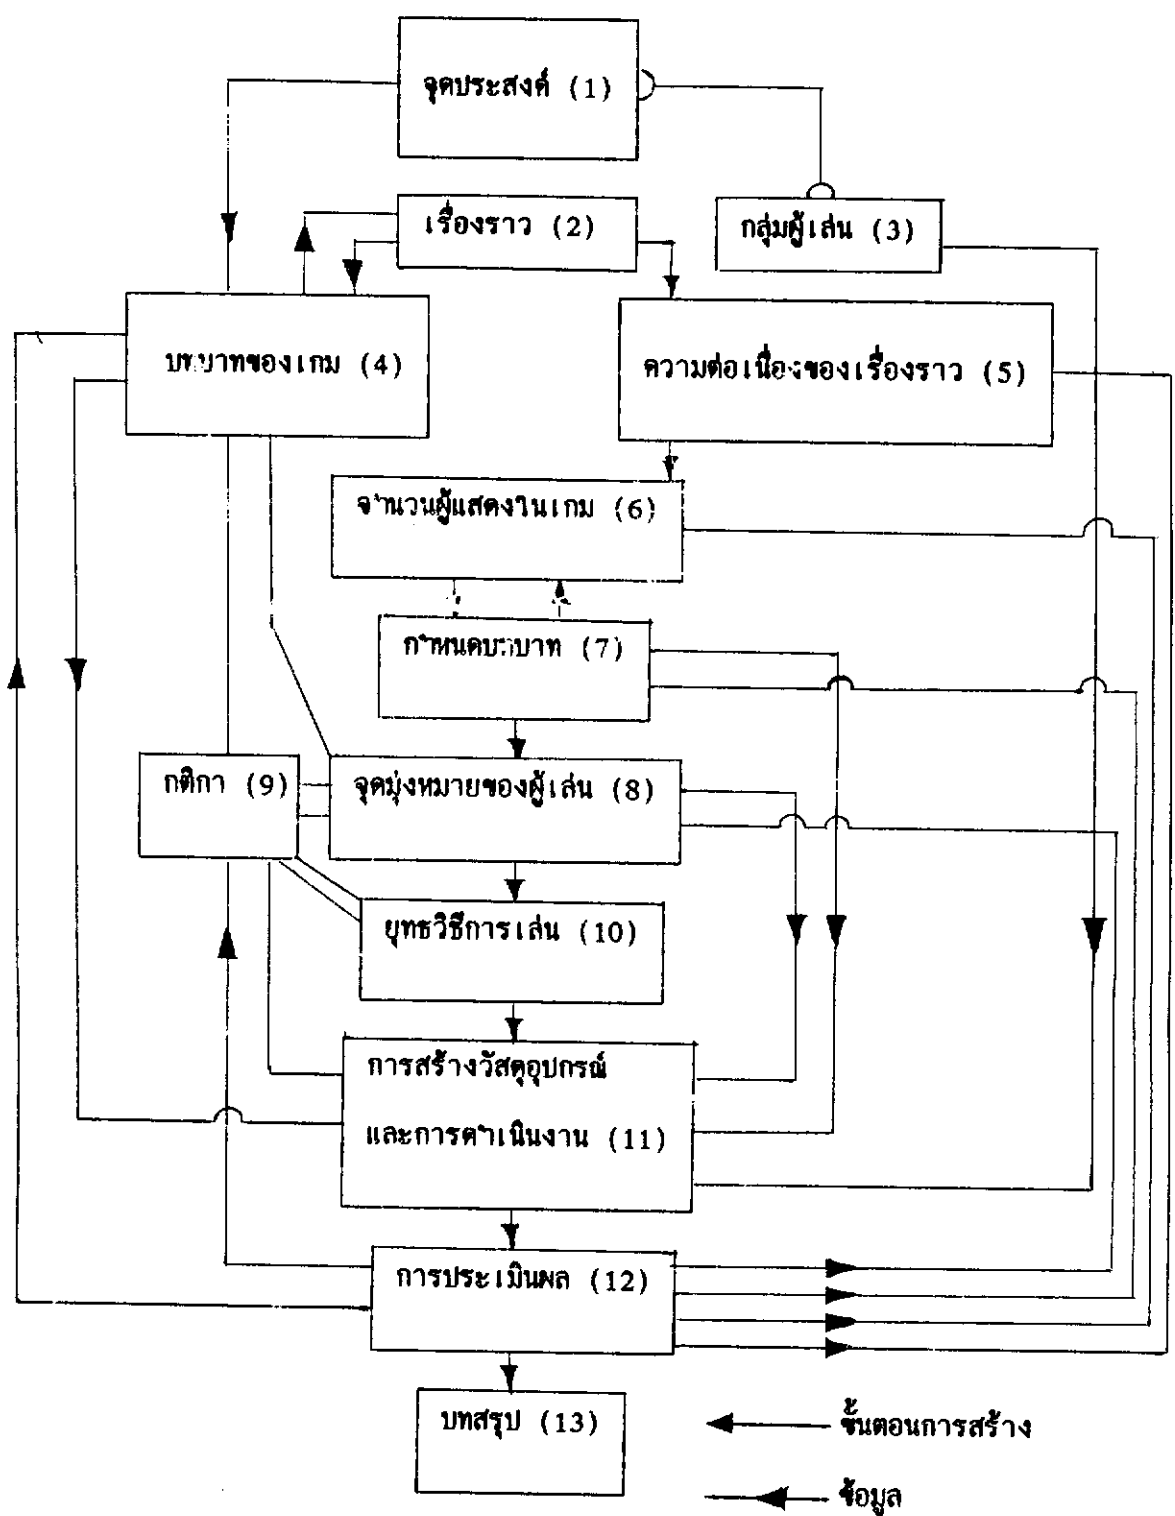 จุดประสงค์ (1)
เรื่องราว (2)
กลุ่มผู้เล่น (3)
บทบาทของเกม (4)
ความต่อเนื่องของเรื่องราว (5)
จำนวนผู้แสดงในเกม (6)
กำหนดบทบาท (7)
กติกา (9)
จุดมุ่งหมายของผู้เล่น (8)
ยุทธวิธีการเล่น (10)
การสร้างวัสดุอุปกรณ์
และการดำเนินงาน (11)
การประเมินผล (12)
บทสรุป (13)
ขั้นตอนการสร้าง
ข้อมูล